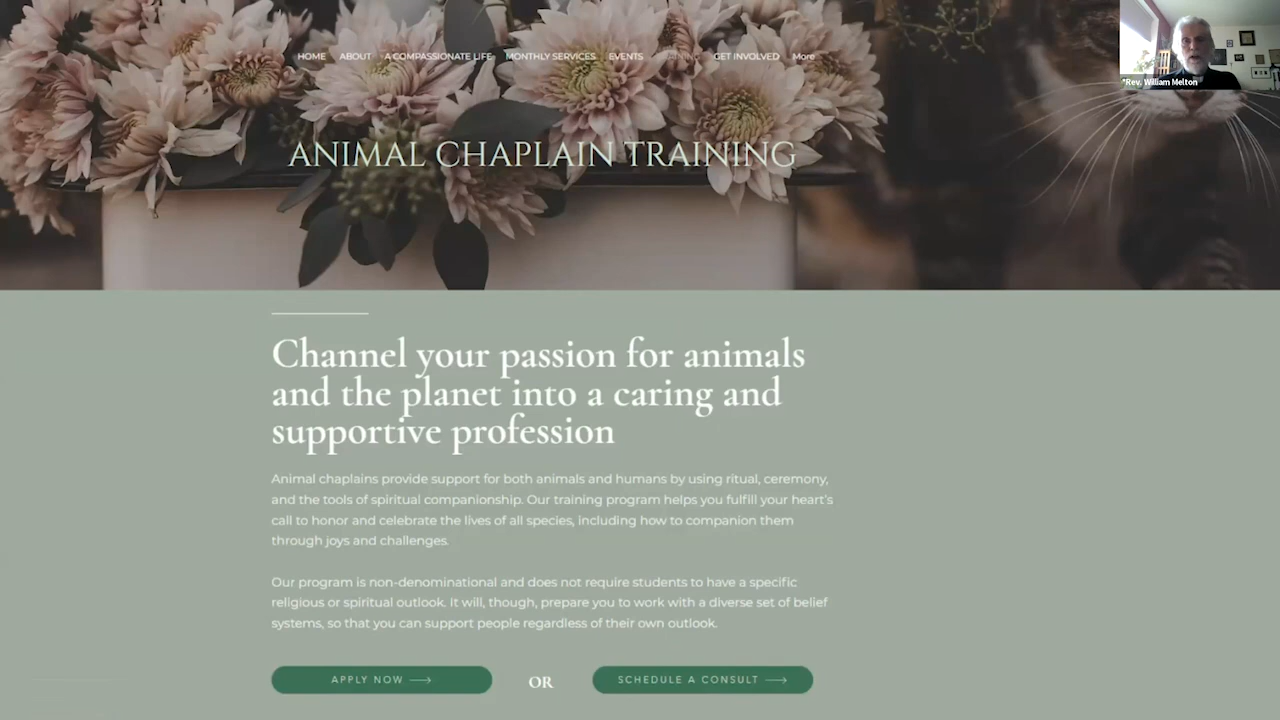 HOME ABOUT A COMPASSIONATE LIFE MONTHLY SERVICES EVENTS TRAINING GET INVOLVED More
"Rev. William Melton
ANIMAL CHAPLAIN TRAINING
Channel your passion for animals
and the planet into a caring and
supportive profession
Animal chaplains provide support for both animals and humans by using ritual, ceremony,
and the tools of spiritual companionship. Our training program helps you fulfill your heart's
call to honor and celebrate the lives of all species, including how to companion them
through joys and challenges.
Our program is non-denominational and does not require students to have a specific
religious or spiritual outlook. It will, though, prepare you to work with a diverse set of belief
systems, so that you can support people regardless of their own outlook.
APPLY NOW OR SCHEDULE A CONSULT